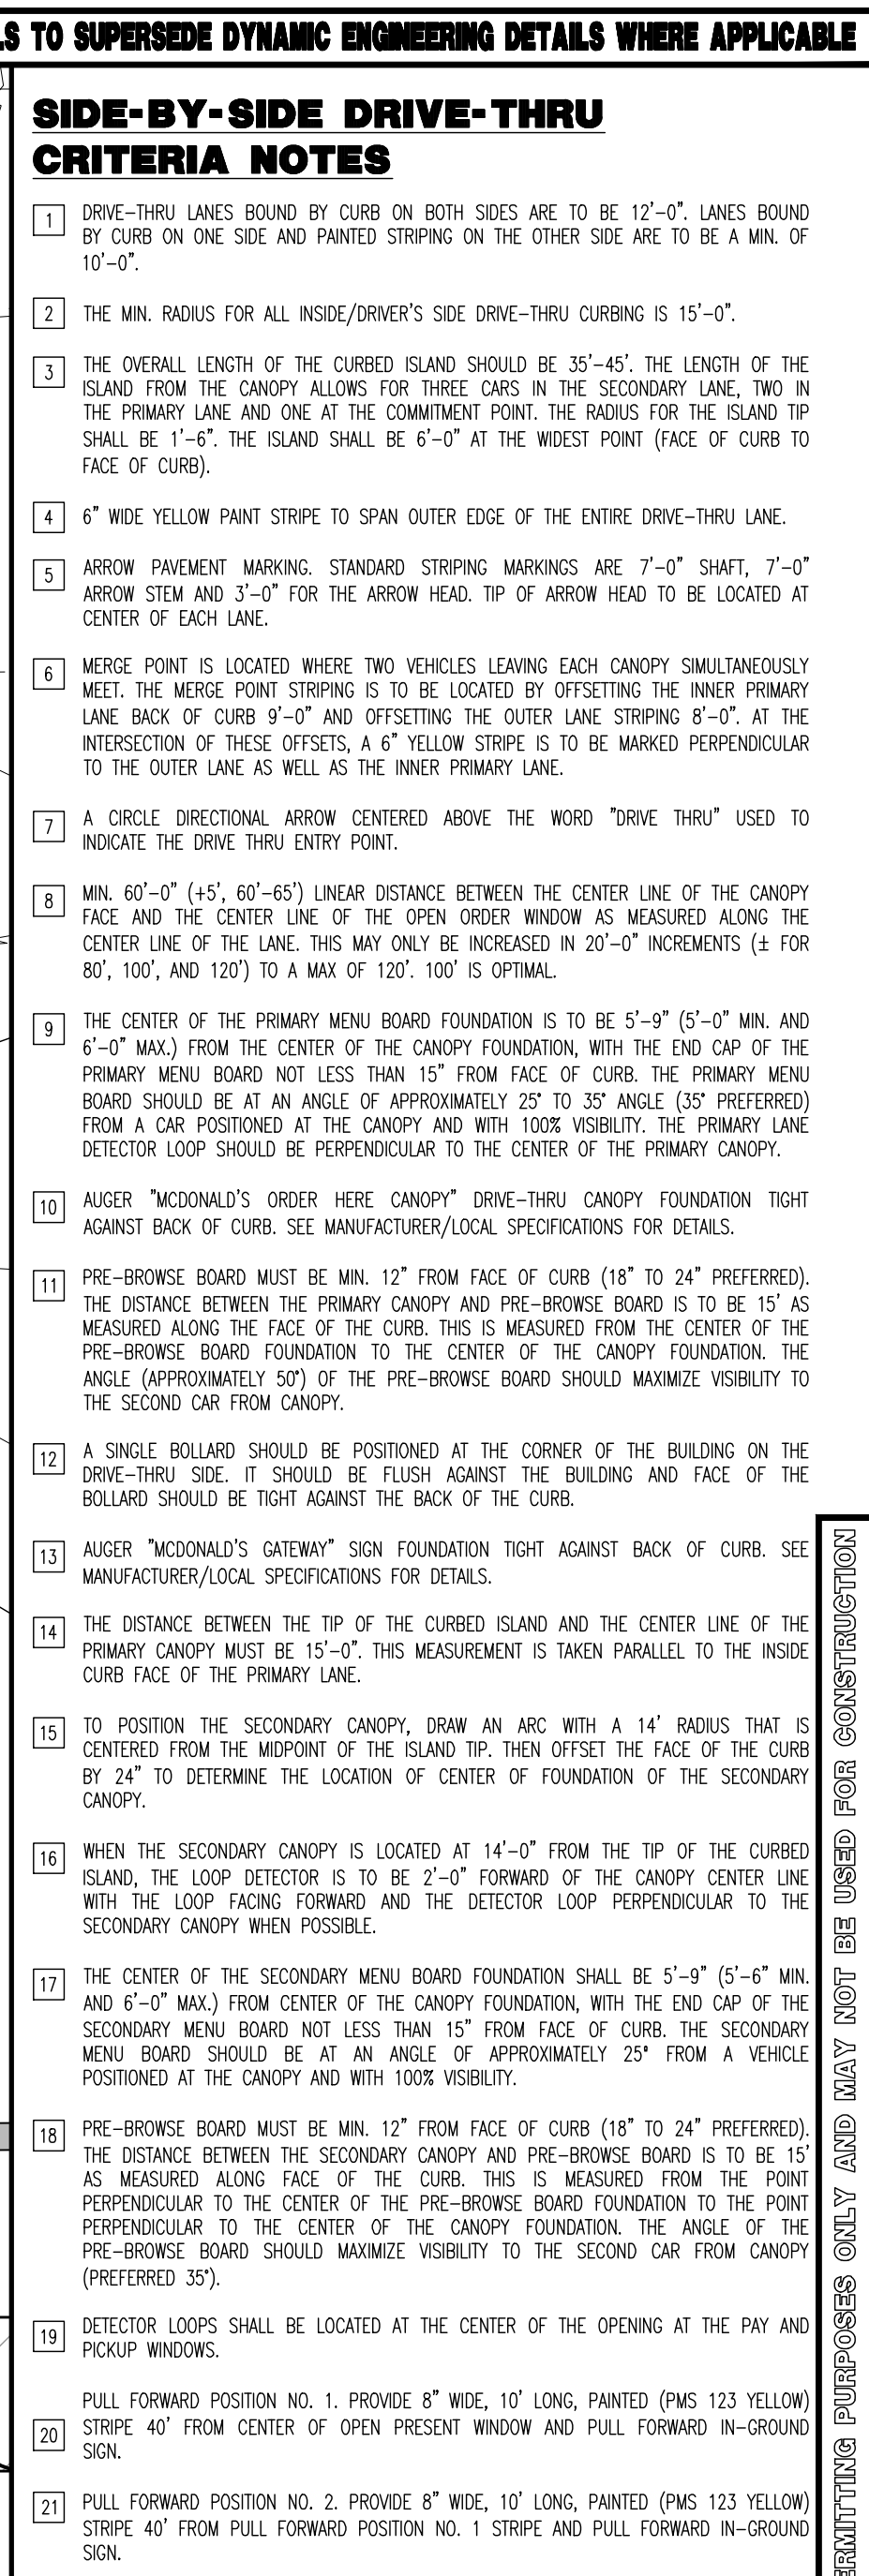 TO SUPERSEDE DYNAMIC ENGINEERING DETAILS WHERE APPLICABLE
SIDE-BY-SIDE DRIVE-THRU
CRITERIA NOTES
1 DRIVE-THRU LANES BOUND BY CURB ON BOTH SIDES ARE TO BE 12'-0". LANES BOUND
BY CURB ON ONE SIDE AND PAINTED STRIPING ON THE OTHER SIDE ARE TO BE A MIN. OF
10'-0".
2 THE MIN. RADIUS FOR ALL INSIDE/DRIVER'S SIDE DRIVE-THRU CURBING IS 15'-0".
3 THE OVERALL LENGTH OF THE CURBED ISLAND SHOULD BE 35'-45'. THE LENGTH OF THE
ISLAND FROM THE CANOPY ALLOWS FOR THREE CARS IN THE SECONDARY LANE, TWO IN
THE PRIMARY LANE AND ONE AT THE COMMITMENT POINT. THE RADIUS FOR THE ISLAND TIP
SHALL BE 1'-6". THE ISLAND SHALL BE 6'-0" AT THE WIDEST POINT (FACE OF CURB TO
FACE OF CURB).
4 6" WIDE YELLOW PAINT STRIPE TO SPAN OUTER EDGE OF THE ENTIRE DRIVE-THRU LANE.
5 ARROW PAVEMENT MARKING. STANDARD STRIPING MARKINGS ARE 7'-0" SHAFT, 7'-0"
ARROW STEM AND 3'-0" FOR THE ARROW HEAD. TIP OF ARROW HEAD TO BE LOCATED AT
CENTER OF EACH LANE.
6 MERGE POINT IS LOCATED WHERE TWO VEHICLES LEAVING EACH CANOPY SIMULTANEOUSLY
MEET. THE MERGE POINT STRIPING IS TO BE LOCATED BY OFFSETTING THE INNER PRIMARY
LANE BACK OF CURB 9'-0" AND OFFSETTING THE OUTER LANE STRIPING 8'-0". AT THE
INTERSECTION OF THESE OFFSETS, A 6" YELLOW STRIPE IS TO BE MARKED PERPENDICULAR
TO THE OUTER LANE AS WELL AS THE INNER PRIMARY LANE.
7 A CIRCLE DIRECTIONAL ARROW CENTERED ABOVE THE WORD "DRIVE THRU" USED TO
INDICATE THE DRIVE THRU ENTRY POINT.
8 MIN. 60'-0" (+5', 60'-65') LINEAR DISTANCE BETWEEN THE CENTER LINE OF THE CANOPY
FACE AND THE CENTER LINE OF THE OPEN ORDER WINDOW AS MEASURED ALONG THE
CENTER LINE OF THE LANE. THIS MAY ONLY BE INCREASED IN 20'-0" INCREMENTS (± FOR
80', 100', AND 120') TO A MAX OF 120'. 100' IS OPTIMAL.
9 THE CENTER OF THE PRIMARY MENU BOARD FOUNDATION IS TO BE 5'-9" (5'-0" MIN. AND
6'-0" MAX.) FROM THE CENTER OF THE CANOPY FOUNDATION, WITH THE END CAP OF THE
PRIMARY MENU BOARD NOT LESS THAN 15" FROM FACE OF CURB. THE PRIMARY MENU
BOARD SHOULD BE AT AN ANGLE OF APPROXIMATELY 25° TO 35° ANGLE (35° PREFERRED)
FROM A CAR POSITIONED AT THE CANOPY AND WITH 100% VISIBILITY. THE PRIMARY LANE
DETECTOR LOOP SHOULD BE PERPENDICULAR TO THE CENTER OF THE PRIMARY CANOPY.
10 AUGER "MCDONALD'S ORDER HERE CANOPY" DRIVE-THRU CANOPY FOUNDATION TIGHT
AGAINST BACK OF CURB. SEE MANUFACTURER/LOCAL SPECIFICATIONS FOR DETAILS.
11 PRE-BROWSE BOARD MUST BE MIN. 12" FROM FACE OF CURB (18" TO 24" PREFERRED).
THE DISTANCE BETWEEN THE PRIMARY CANOPY AND PRE-BROWSE BOARD IS TO BE 15' AS
MEASURED ALONG THE FACE OF THE CURB. THIS IS MEASURED FROM THE CENTER OF THE
PRE-BROWSE BOARD FOUNDATION TO THE CENTER OF THE CANOPY FOUNDATION. THE
ANGLE (APPROXIMATELY 50°) OF THE PRE-BROWSE BOARD SHOULD MAXIMIZE VISIBILITY TO
THE SECOND CAR FROM CANOPY.
12 A SINGLE BOLLARD SHOULD BE POSITIONED AT THE CORNER OF THE BUILDING ON THE
DRIVE-THRU SIDE. IT SHOULD BE FLUSH AGAINST THE BUILDING AND FACE OF THE
BOLLARD SHOULD BE TIGHT AGAINST THE BACK OF THE CURB.
13 AUGER "MCDONALD'S GATEWAY" SIGN FOUNDATION TIGHT AGAINST BACK OF CURB. SEE
MANUFACTURER/LOCAL SPECIFICATIONS FOR DETAILS.
14 THE DISTANCE BETWEEN THE TIP OF THE CURBED ISLAND AND THE CENTER LINE OF THE
PRIMARY CANOPY MUST BE 15'-0". THIS MEASUREMENT IS TAKEN PARALLEL TO THE INSIDE
CURB FACE OF THE PRIMARY LANE.
15 TO POSITION THE SECONDARY CANOPY, DRAW AN ARC WITH A 14' RADIUS THAT IS
CENTERED FROM THE MIDPOINT OF THE ISLAND TIP. THEN OFFSET THE FACE OF THE CURB
BY 24" TO DETERMINE THE LOCATION OF CENTER OF FOUNDATION OF THE SECONDARY
CANOPY.
16 WHEN THE SECONDARY CANOPY IS LOCATED AT 14'-0" FROM THE TIP OF THE CURBED
ISLAND, THE LOOP DETECTOR IS TO BE 2'-0" FORWARD OF THE CANOPY CENTER LINE
WITH THE LOOP FACING FORWARD AND THE DETECTOR LOOP PERPENDICULAR TO THE
SECONDARY CANOPY WHEN POSSIBLE.
17 THE CENTER OF THE SECONDARY MENU BOARD FOUNDATION SHALL BE 5'-9" (5'-6" MIN.
AND 6'-0" MAX.) FROM CENTER OF THE CANOPY FOUNDATION, WITH THE END CAP OF THE
SECONDARY MENU BOARD NOT LESS THAN 15" FROM FACE OF CURB. THE SECONDARY
MENU BOARD SHOULD BE AT AN ANGLE OF APPROXIMATELY 25° FROM A VEHICLE
POSITIONED AT THE CANOPY AND WITH 100% VISIBILITY.
18 PRE-BROWSE BOARD MUST BE MIN. 12" FROM FACE OF CURB (18" TO 24" PREFERRED).
THE DISTANCE BETWEEN THE SECONDARY CANOPY AND PRE-BROWSE BOARD IS TO BE 15'
AS MEASURED ALONG FACE OF THE CURB. THIS IS MEASURED FROM THE POINT
PERPENDICULAR TO THE CENTER OF THE PRE-BROWSE BOARD FOUNDATION TO THE POINT
PERPENDICULAR TO THE CENTER OF THE CANOPY FOUNDATION. THE ANGLE OF THE
PRE-BROWSE BOARD SHOULD MAXIMIZE VISIBILITY TO THE SECOND CAR FROM CANOPY
(PREFERRED 35°).
19 DETECTOR LOOPS SHALL BE LOCATED AT THE CENTER OF THE OPENING AT THE PAY AND
PICKUP WINDOWS.
20 PULL FORWARD POSITION NO. 1. PROVIDE 8" WIDE, 10' LONG, PAINTED (PMS 123 YELLOW)
STRIPE 40' FROM CENTER OF OPEN PRESENT WINDOW AND PULL FORWARD IN-GROUND
SIGN.
21 PULL FORWARD POSITION NO. 2. PROVIDE 8" WIDE, 10' LONG, PAINTED (PMS 123 YELLOW)
STRIPE 40' FROM PULL FORWARD POSITION NO. 1 STRIPE AND PULL FORWARD IN-GROUND
SIGN.
PURPOSES ONLY AND MAY NOT BE USED FOR CONSTRUCTION